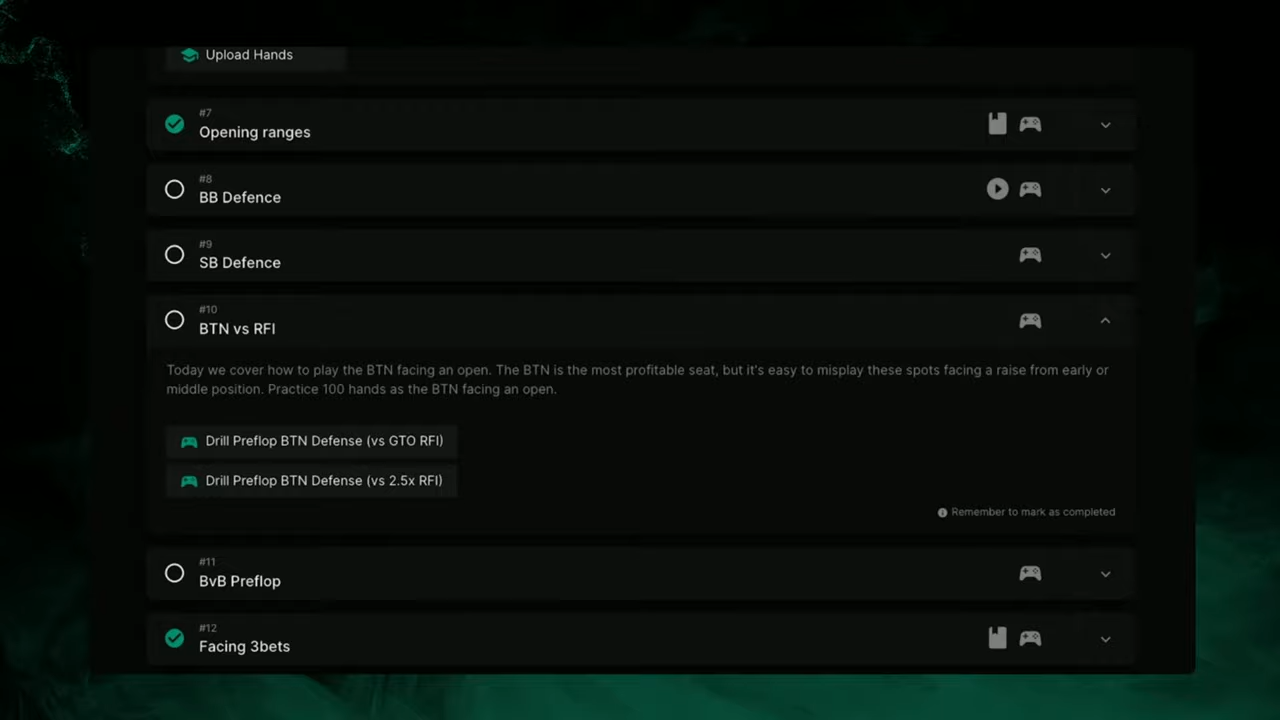 Upload Hands
#7
Opening ranges
#8
BB Defence
#9
SB Defence
#10
BTN vs RFI
Today we cover how to play the BTN facing an open. The BTN is the most profitable seat, but it's easy to misplay these spots facing a raise from early or
middle position. Practice 100 hands as the BTN facing an open.
Drill Preflop BTN Defense (vs GTO RFI)
Drill Preflop BTN Defense (vs 2.5x RFI)
Remember to mark as completed
#11
BvB Preflop
#12
Facing 3bets